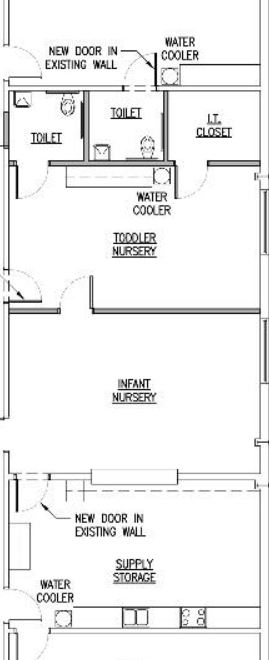 NEW DOOR IN
EXISTING WALL
WATER
COOLER
TOILET
TOILET
I.T.
CLOSET
WATER
COOLER
TODDLER
NURSERY
INFANT
NURSERY
NEW DOOR IN
EXISTING WALL
SUPPLY
STORAGE
WATER
COOLER